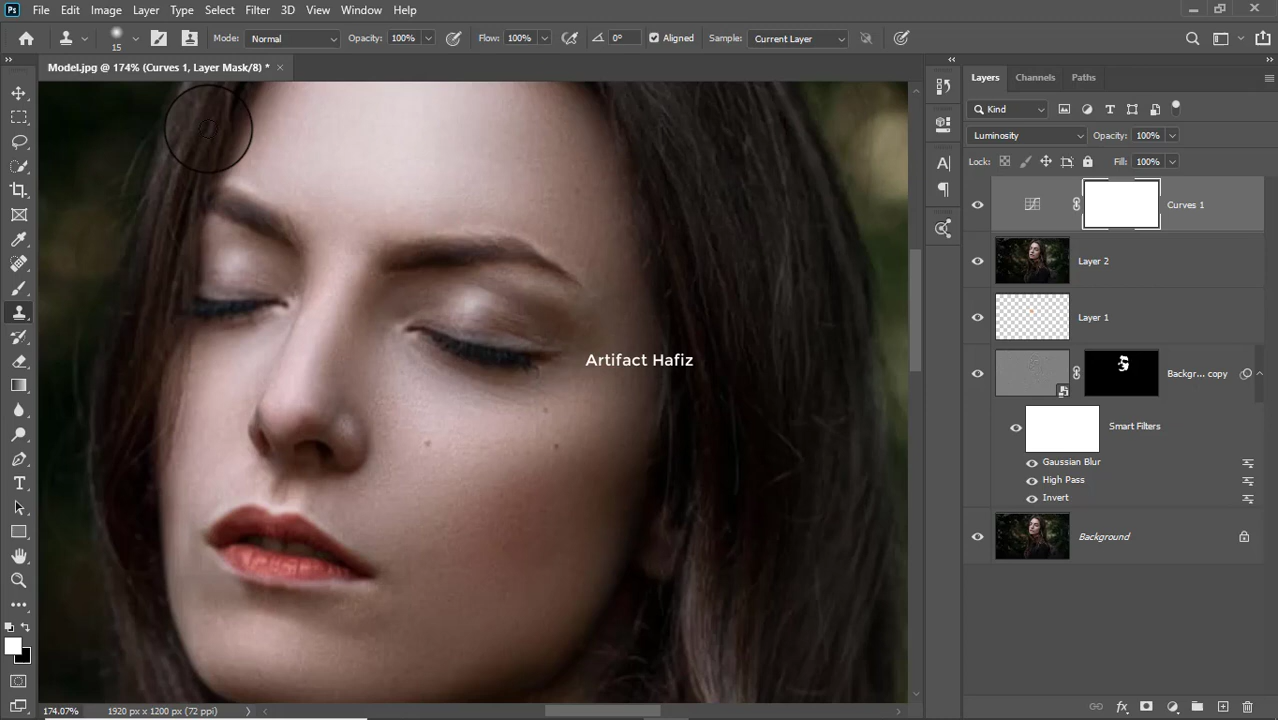 Ps File Edit Image Layer Type Select Filter 3D View Window Help
15 Mode: Normal Opacity: 100% Flow: 100% 0° Aligned Sample: Current Layer
Model.jpg @ 174% (Curves 1, Layer Mask/8) * ×
Layers Channels Paths
Kind
Luminosity Opacity: 100%
Lock: Fill: 100%
Curves 1
Layer 2
Layer 1
Artifact Hafiz
Backgr... copy
Smart Filters
Gaussian Blur
High Pass
Invert
Background
174.07% 1920 px x 1200 px (72 ppi)